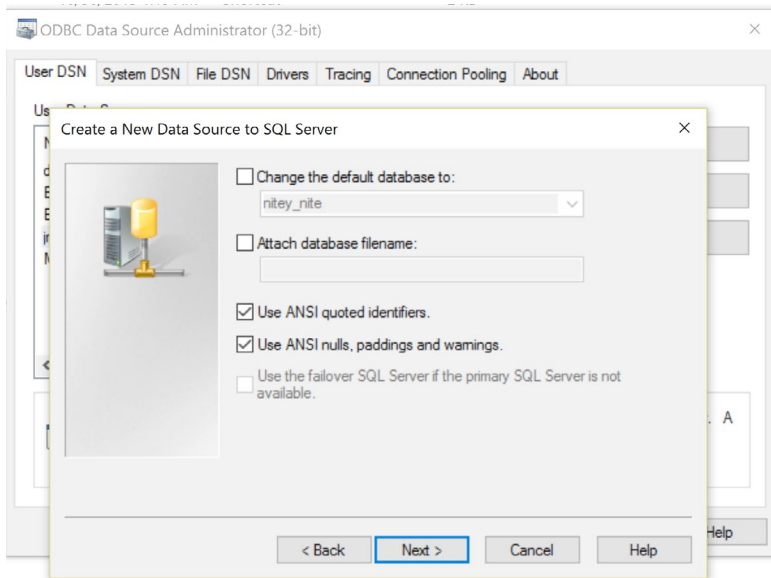 ODBC Data Source Administrator (32-bit)
User DSN System DSN File DSN Drivers Tracing Connection Pooling About
Create a New Data Source to SQL Server
Change the default database to:
nitey_nite
Attach database filename:
Use ANSI quoted identifiers.
Use ANSI nulls, paddings and warnings.
Use the failover SQL Server if the primary SQL Server is not
available.
A
< Back Next > Cancel Help
Help